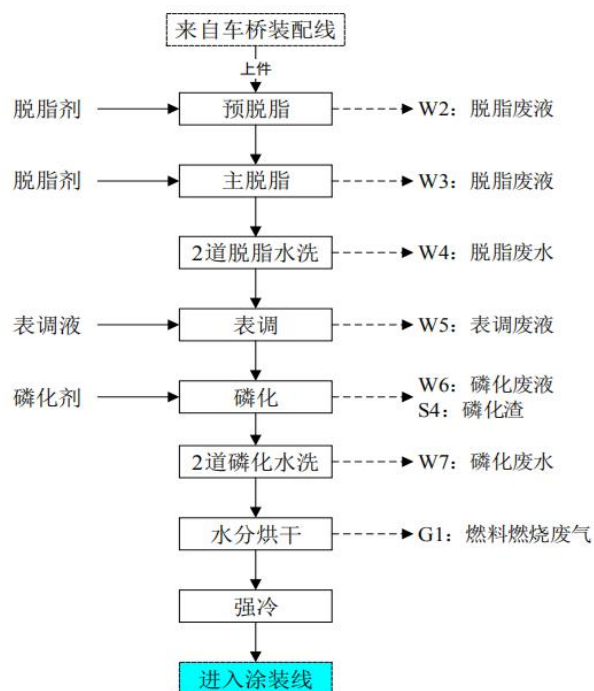 来自车桥装配线
上件
脱脂剂
预脱脂
W2：脱脂废液
脱脂剂
主脱脂
W3：脱脂废液
2道脱脂水洗
W4：脱脂废水
表调液
表调
W5：表调废液
磷化剂
磷化
W6：磷化废液
S4：磷化渣
2道磷化水洗
W7：磷化废水
水分烘干
G1：燃料燃烧废气
强冷
进入涂装线